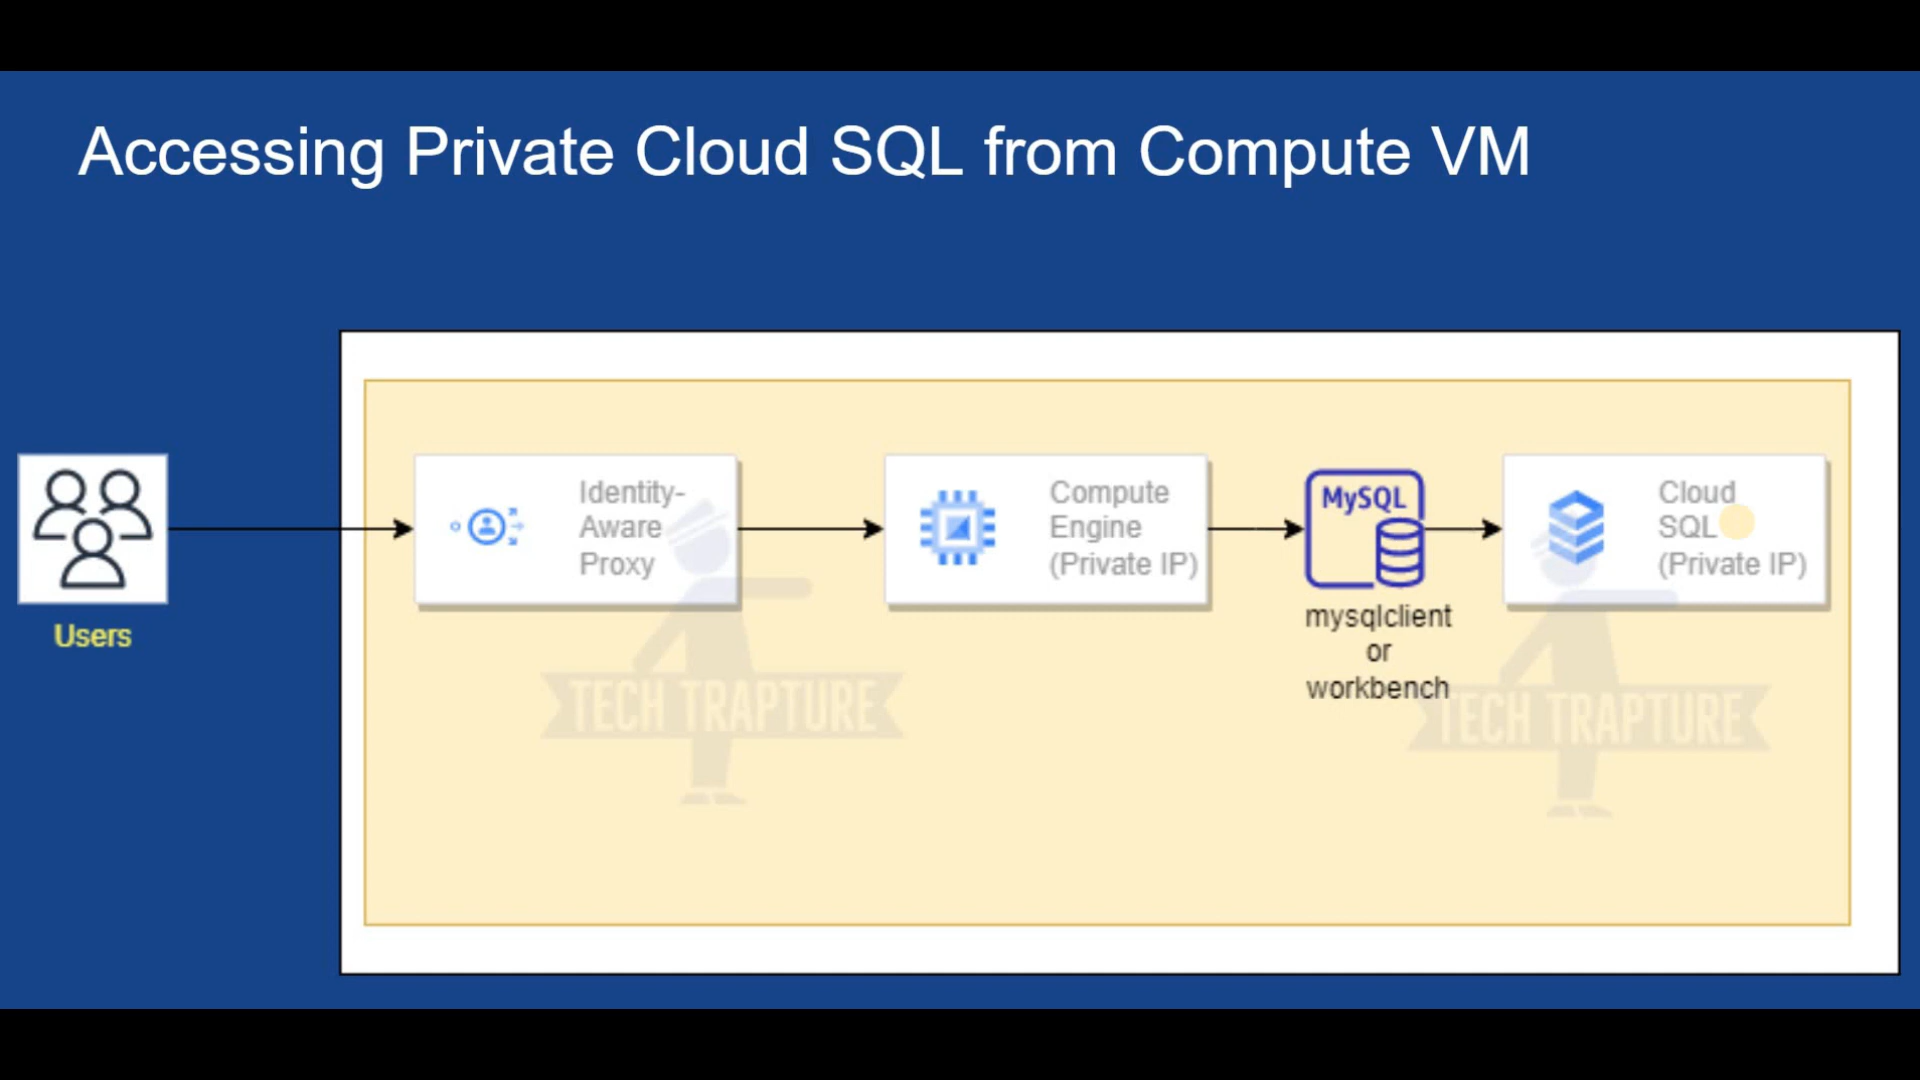 Accessing Private Cloud SQL from Compute VM
Identity-
Aware
Proxy
Compute
Engine
(Private IP)
MySQL
Cloud
SQL
(Private IP)
mysqlclient
or
workbench
Users
TECH TRAPTURE
TECH TRAPTURE